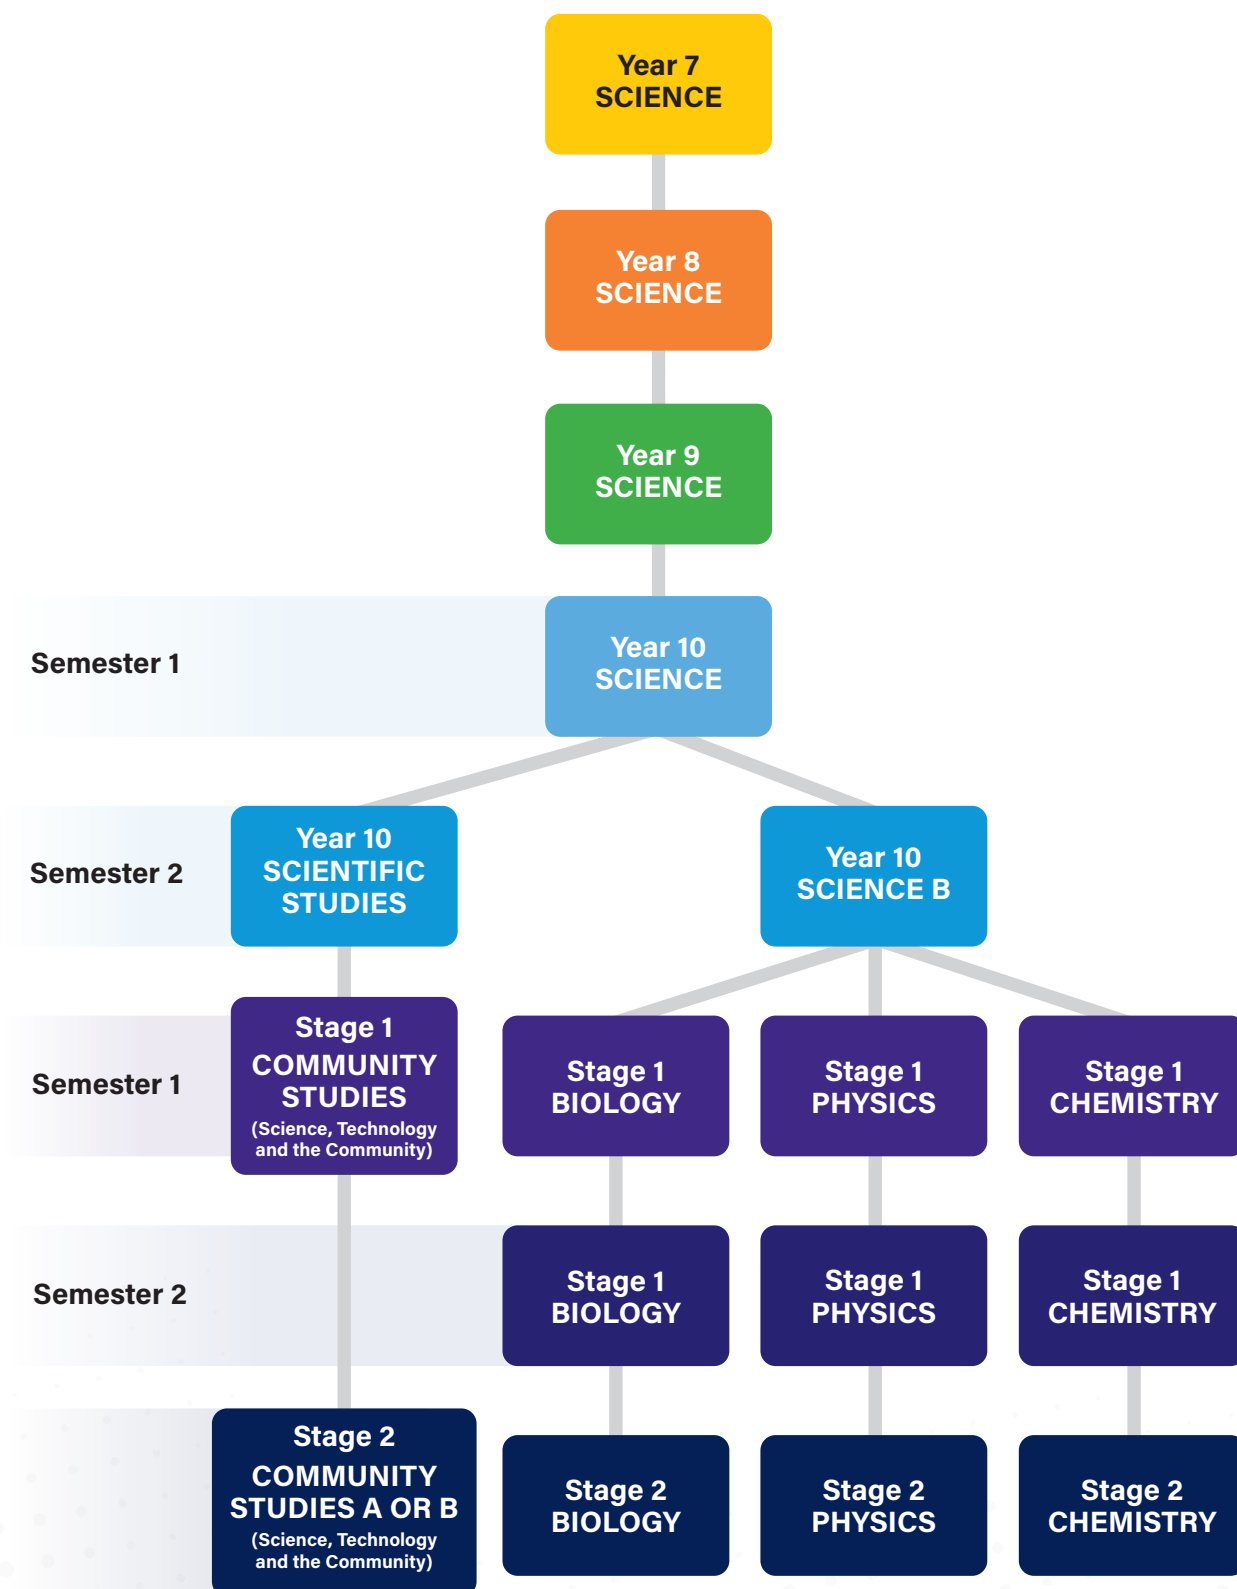 Year 7
SCIENCE
Year 8
SCIENCE
Year 9
SCIENCE
Semester 1
Year 10
SCIENCE
Semester 2
Year 10
SCIENTIFIC
STUDIES
Year 10
SCIENCE B
Semester 1
Stage 1
COMMUNITY
STUDIES
(Science, Technology
and the Community)
Stage 1
BIOLOGY
Stage 1
PHYSICS
Stage 1
CHEMISTRY
Semester 2
Stage 1
BIOLOGY
Stage 1
PHYSICS
Stage 1
CHEMISTRY
Stage 2
COMMUNITY
STUDIES A OR B
(Science, Technology
and the Community)
Stage 2
BIOLOGY
Stage 2
PHYSICS
Stage 2
CHEMISTRY